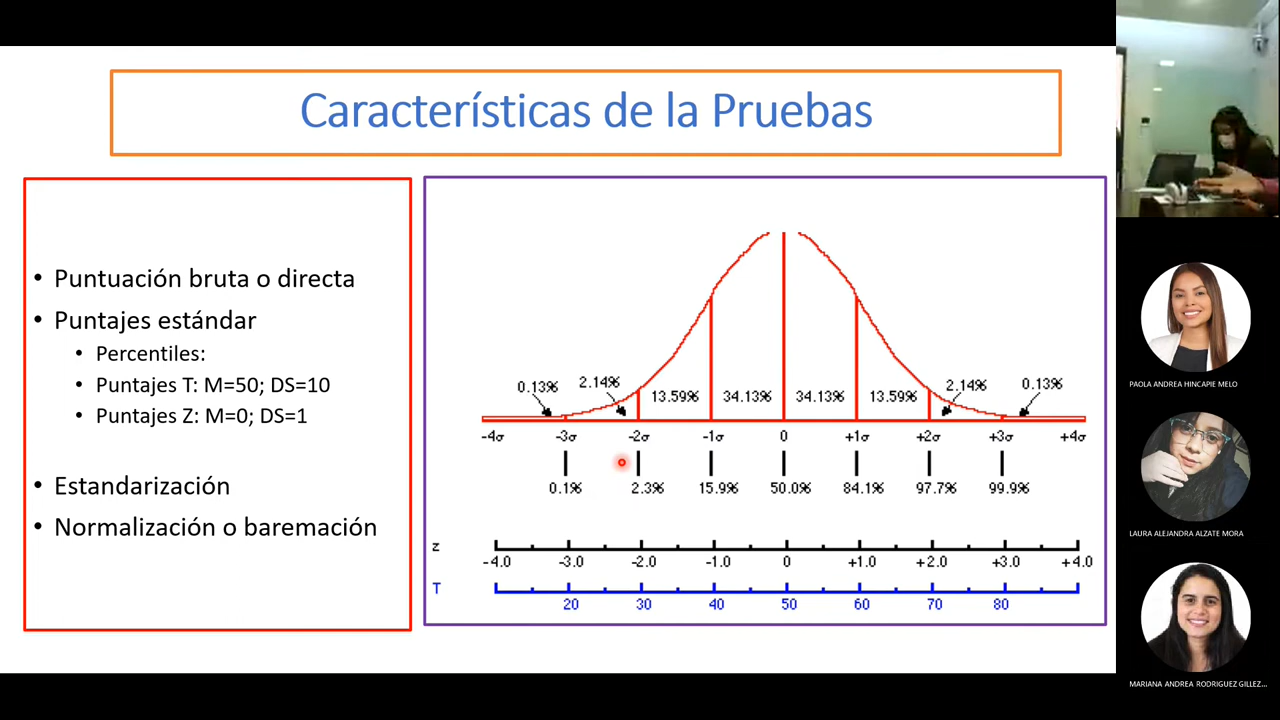 Características de la Pruebas
• Puntuación bruta o directa
• Puntajes estándar
• Percentiles:
• Puntajes T: M=50; DS=10
• Puntajes Z: M=0; DS=1
• Estandarización
• Normalización o baremación
0.13% 2.14% 13.59% 34.13% 34.13% 13.59% 2.14% 0.13%
-4σ -3σ -2σ -1σ 0 +1σ +2σ +3σ +4σ
0.1% 2.3% 15.9% 50.0% 84.1% 97.7% 99.9%
z
-4.0 -3.0 -2.0 -1.0 0 +1.0 +2.0 +3.0 +4.0
T
20 30 40 50 60 70 80
PAOLA ANDREA HINCAPIE MELO
LAURA ALEJANDRA ALZATE MORA
MARIANA ANDREA RODRIGUEZ GILLEZ...